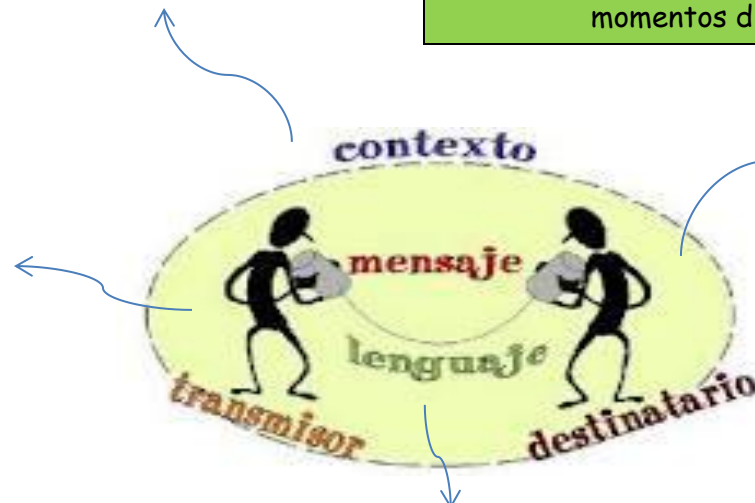 momentos d
contexto
mensaje
lenguaje
transmisor
destinatario